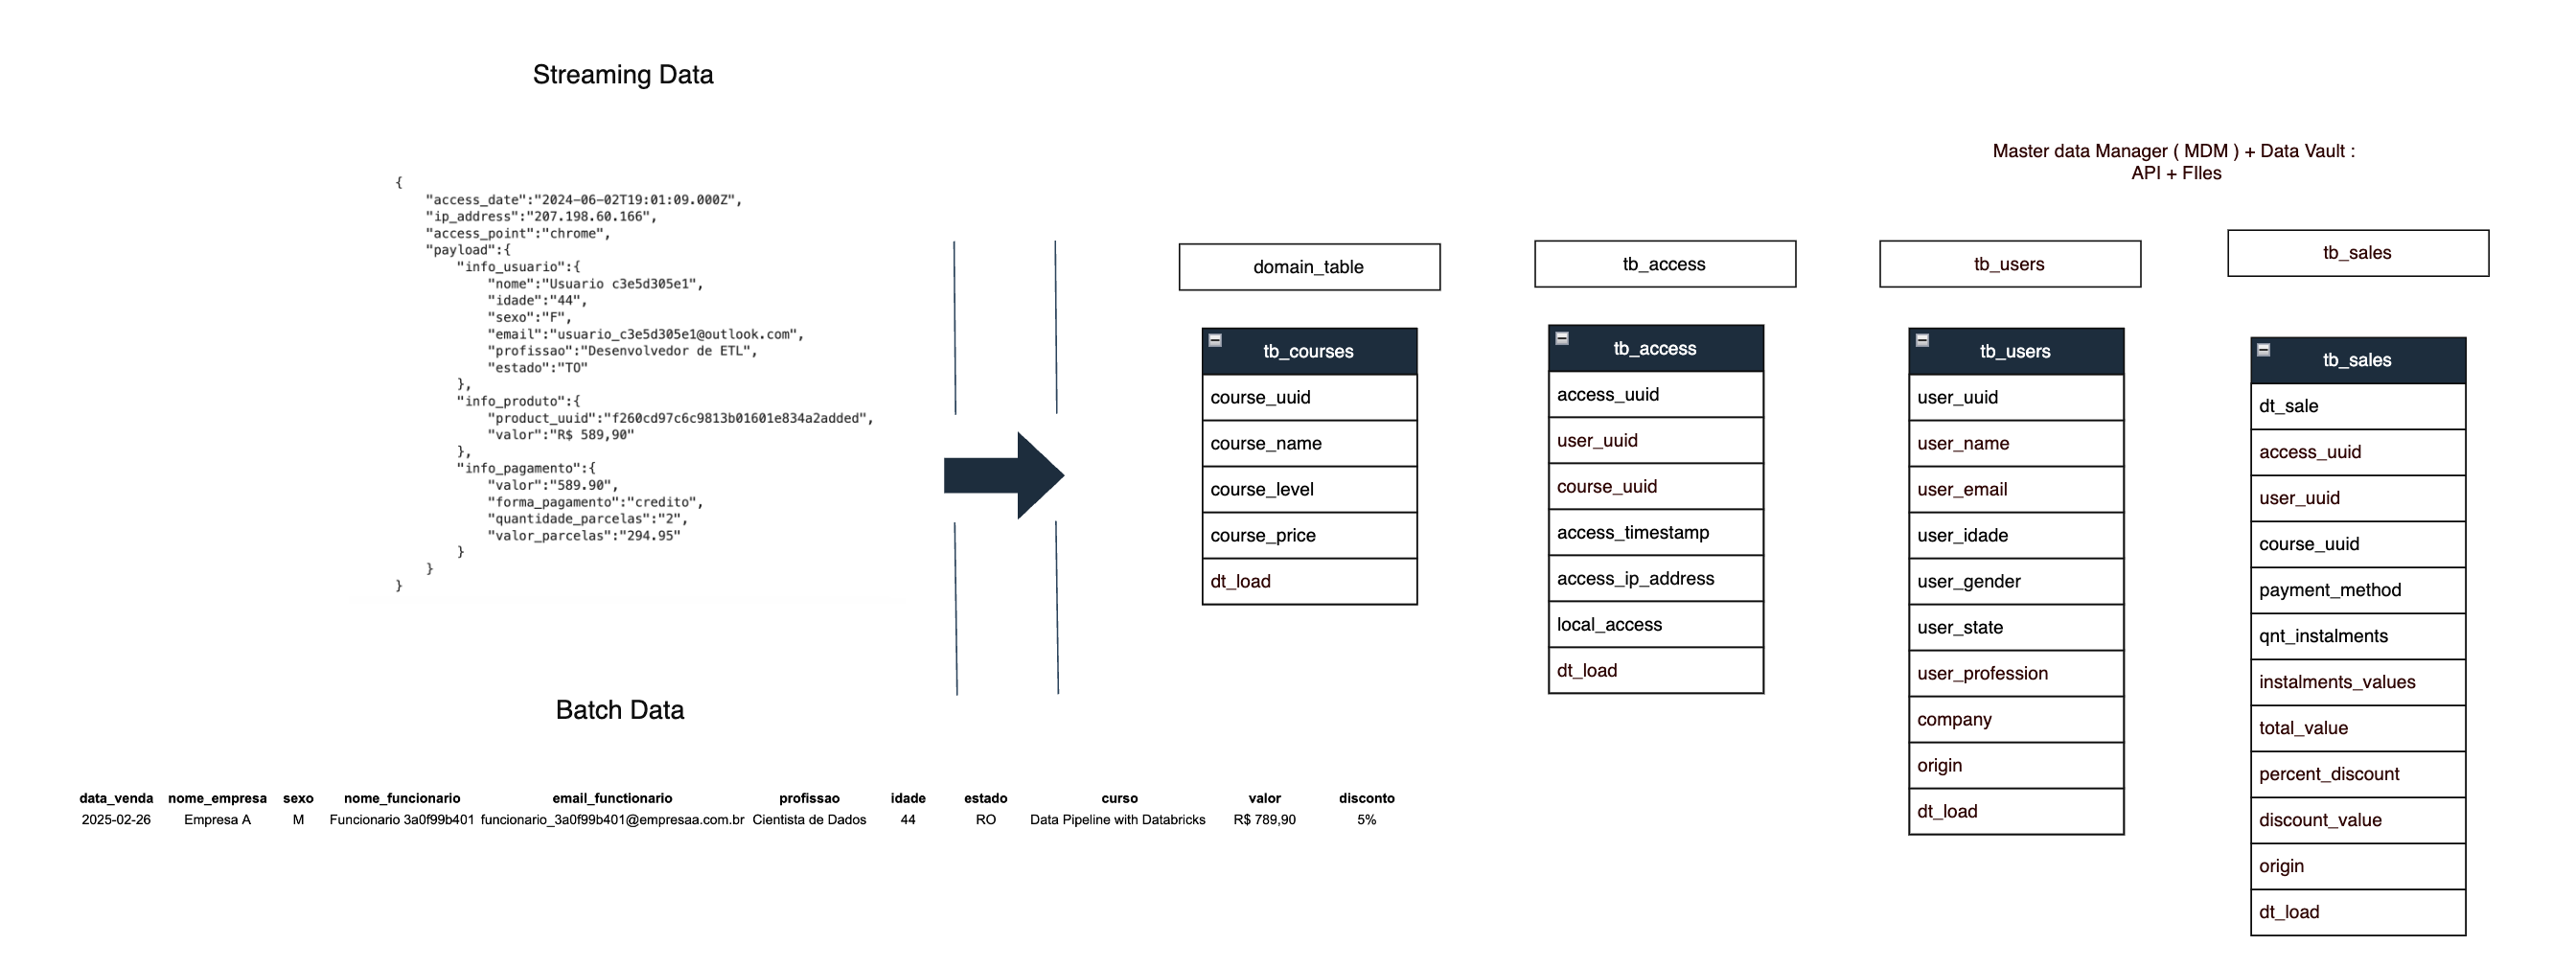 Streaming Data
{
"access_date":"2024-06-02T19:01:09.000Z",
"ip_address":"207.198.60.166",
"access_point":"chrome",
"payload":{
"info_usuario":{
"nome":"Usuario c3e5d305e1",
"idade":"44",
"sexo":"F",
"email":"usuario_c3e5d305e1@outlook.com",
"profissao":"Desenvolvedor de ETL",
"estado":"TO"
},
"info_produto":{
"product_uuid":"f260cd97c6c9813b01601e834a2added",
"valor":"R$ 589,90"
},
"info_pagamento":{
"valor":"589.90",
"forma_pagamento":"credito",
"quantidade_parcelas":"2",
"valor_parcelas":"294.95"
}
}
}
Master data Manager ( MDM ) + Data Vault :
API + FIles
domain_table
tb_courses
course_uuid
course_name
course_level
course_price
dt_load
tb_access
tb_access
access_uuid
user_uuid
course_uuid
access_timestamp
access_ip_address
local_access
dt_load
tb_users
tb_users
user_uuid
user_name
user_email
user_idade
user_gender
user_state
user_profession
company
origin
dt_load
tb_sales
tb_sales
dt_sale
access_uuid
user_uuid
course_uuid
payment_method
qnt_instalments
instalments_values
total_value
percent_discount
discount_value
origin
dt_load
Batch Data
data_venda nome_empresa sexo nome_funcionario email_functionario profissao idade estado curso valor disconto
2025-02-26 Empresa A M Funcionario 3a0f99b401 funcionario_3a0f99b401@empresaa.com.br Cientista de Dados 44 RO Data Pipeline with Databricks R$ 789,90 5%